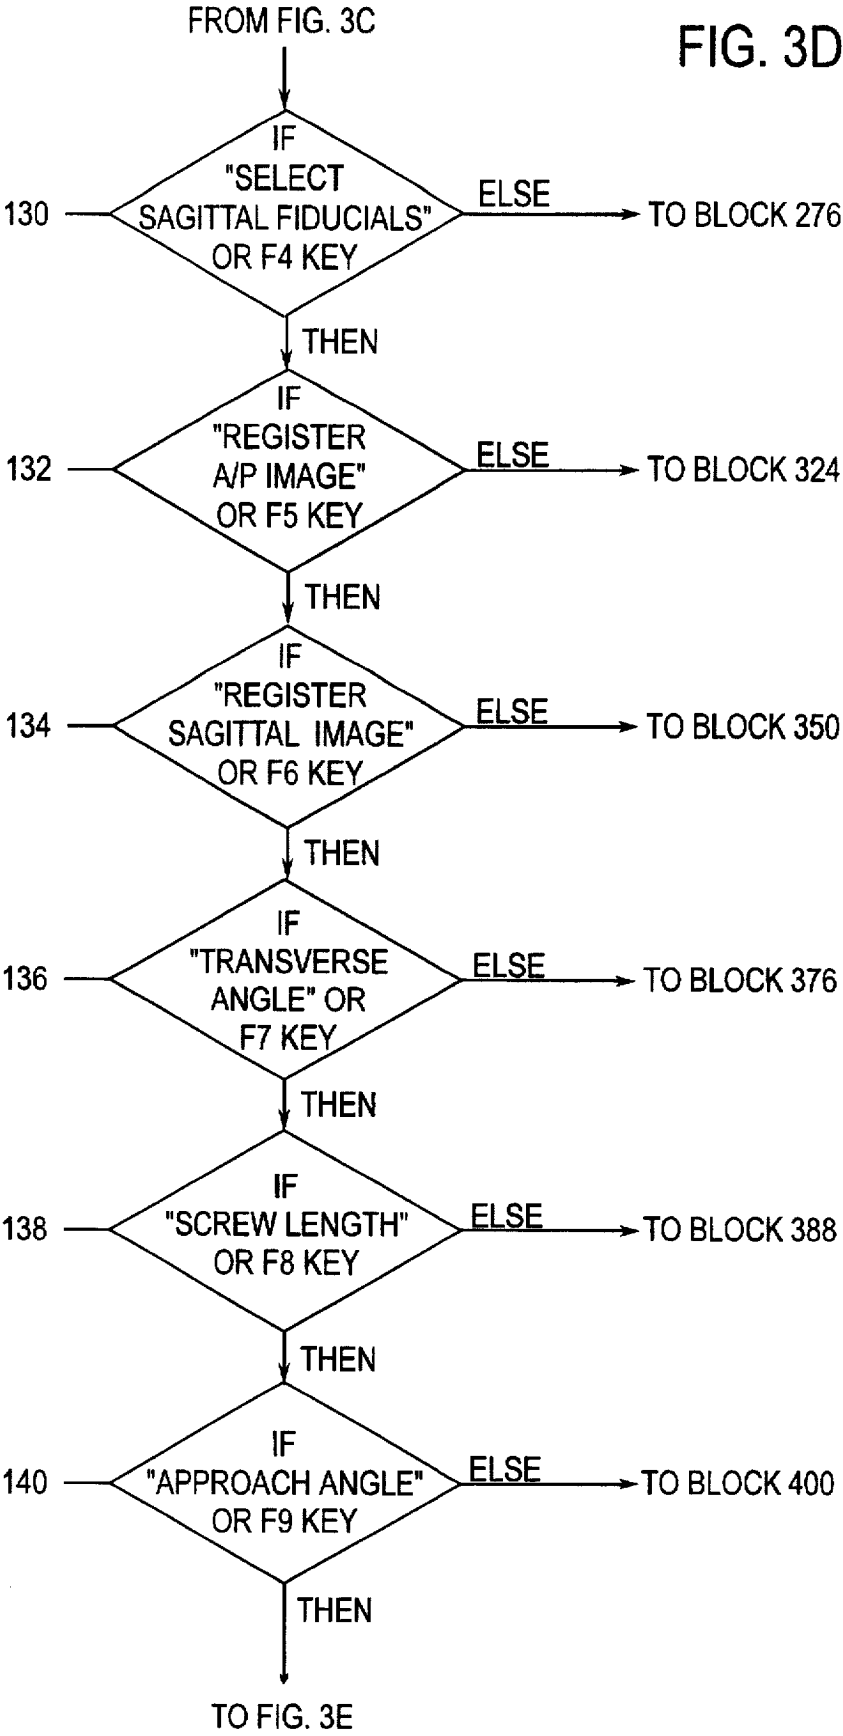 FROM FIG. 3C
FIG. 3D
IF
"SELECT
SAGITTAL FIDUCIALS"
OR F4 KEY
130
ELSE
TO BLOCK 276
THEN
IF
"REGISTER
A/P IMAGE"
OR F5 KEY
132
ELSE
TO BLOCK 324
THEN
IF
"REGISTER
SAGITTAL IMAGE"
OR F6 KEY
134
ELSE
TO BLOCK 350
THEN
IF
"TRANSVERSE
ANGLE" OR
F7 KEY
136
ELSE
TO BLOCK 376
THEN
IF
"SCREW LENGTH"
OR F8 KEY
138
ELSE
TO BLOCK 388
THEN
IF
"APPROACH ANGLE"
OR F9 KEY
140
ELSE
TO BLOCK 400
THEN
TO FIG. 3E